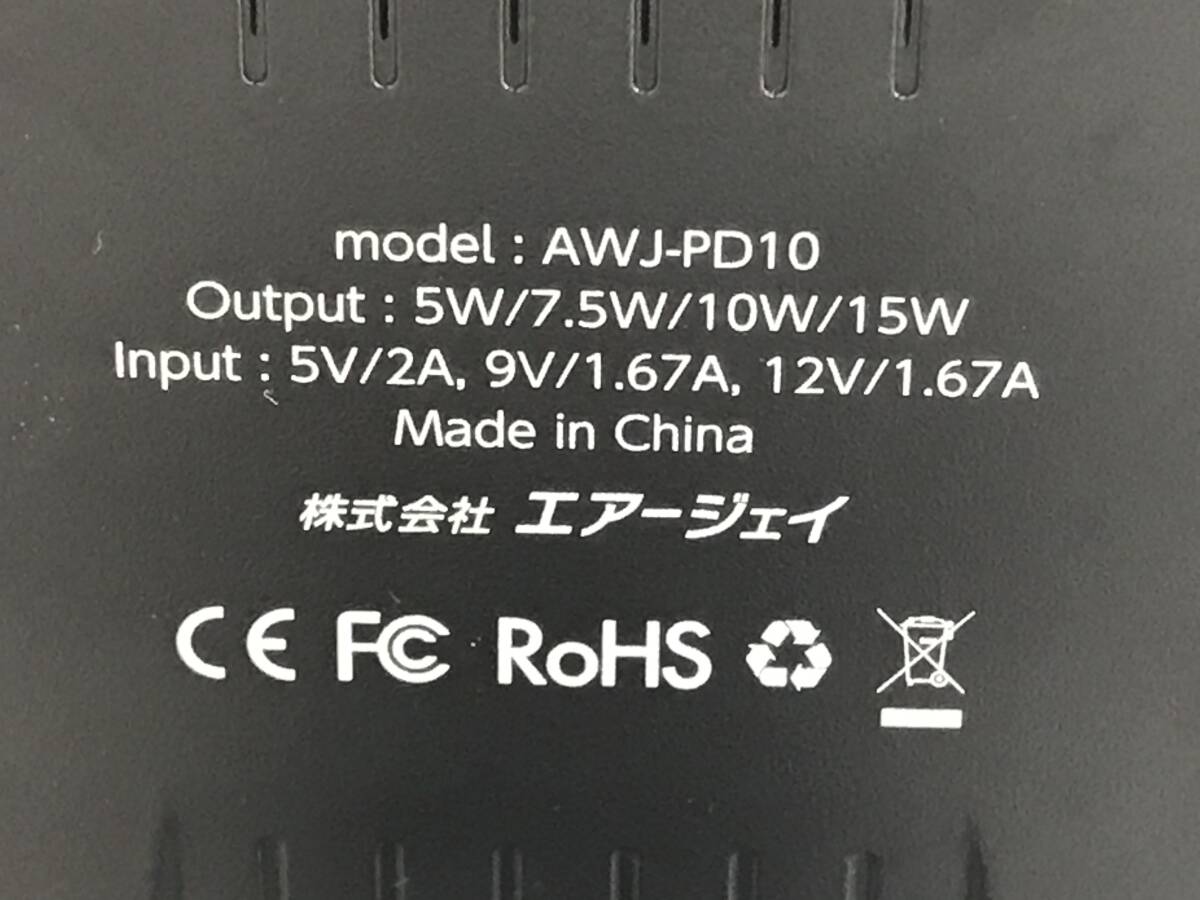 model : AWJ-PD10
Output : 5W/7.5W/10W/15W
Input : 5V/2A, 9V/1.67A, 12V/1.67A
Made in China
株式会社 エアージェイ
CE FC RoHS